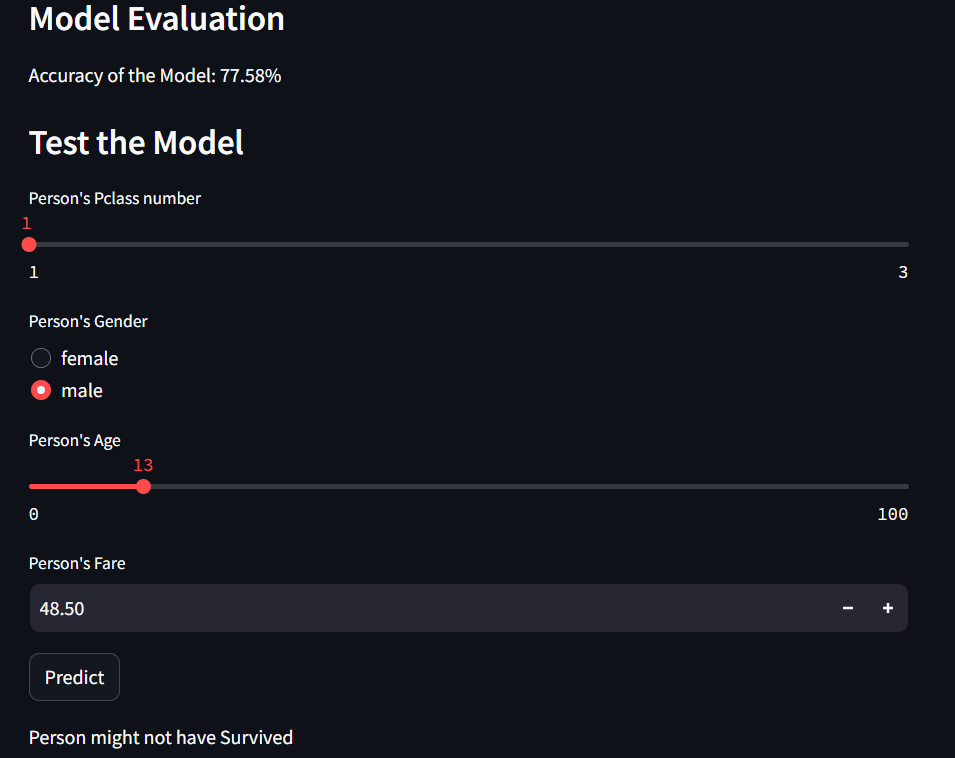 Model Evaluation
Accuracy of the Model: 77.58%
Test the Model
Person's Pclass number
1
1 3
Person's Gender
female
male
Person's Age
13
0 100
Person's Fare
48.50 − +
Predict
Person might not have Survived